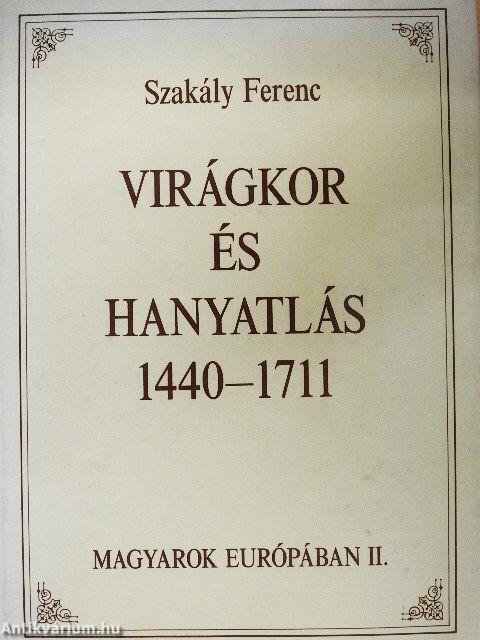 Szakály Ferenc
VIRÁGKOR
ÉS
HANYATLÁS
1440–1711
MAGYAROK EURÓPÁBAN II.
Antikvarium.hu